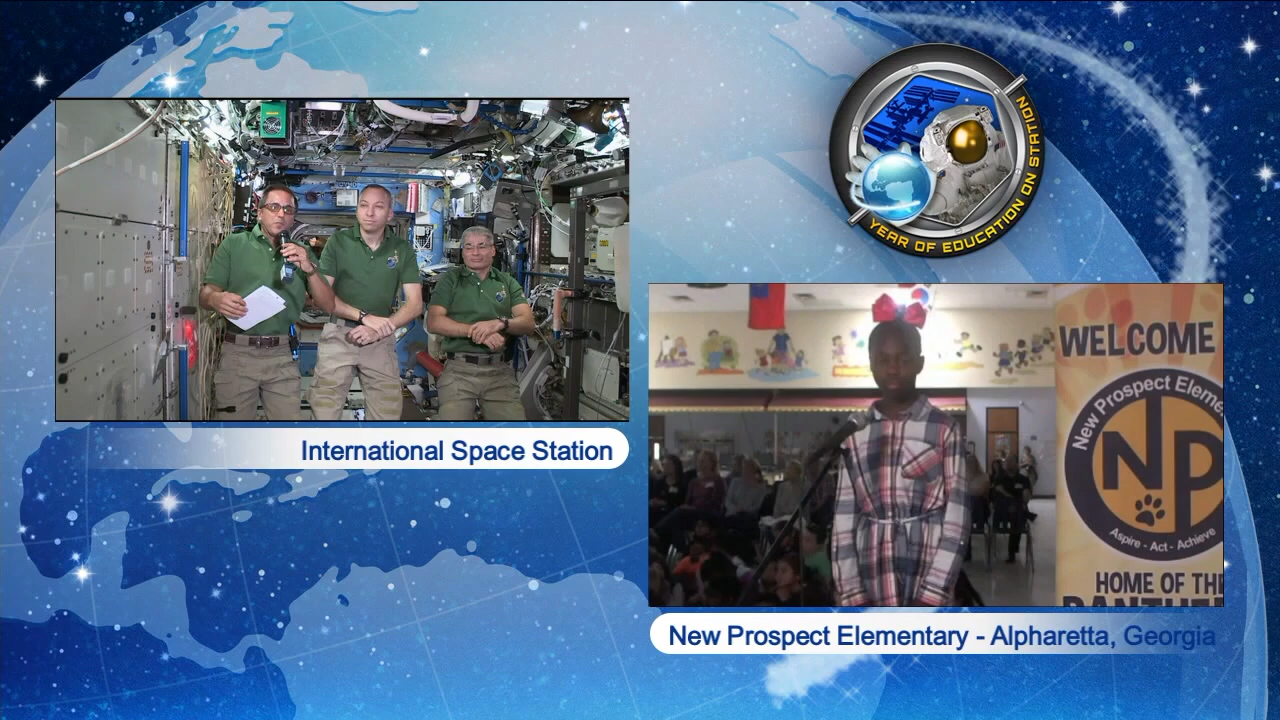 YEAR OF EDUCATION ON STATION
International Space Station
WELCOME
New Prospect Eleme
NP
Aspire - Act - Achieve
HOME OF THE
New Prospect Elementary - Alpharetta, Georgia